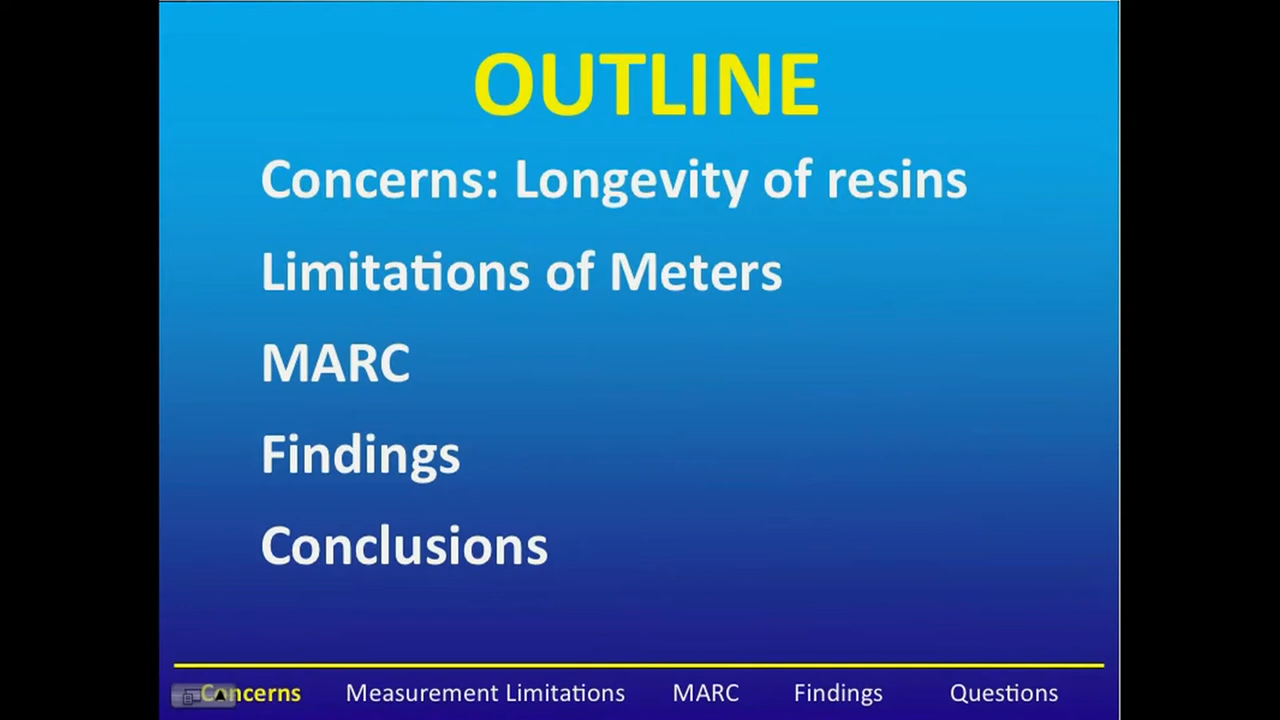 OUTLINE
Concerns: Longevity of resins
Limitations of Meters
MARC
Findings
Conclusions
Concerns Measurement Limitations MARC Findings Questions